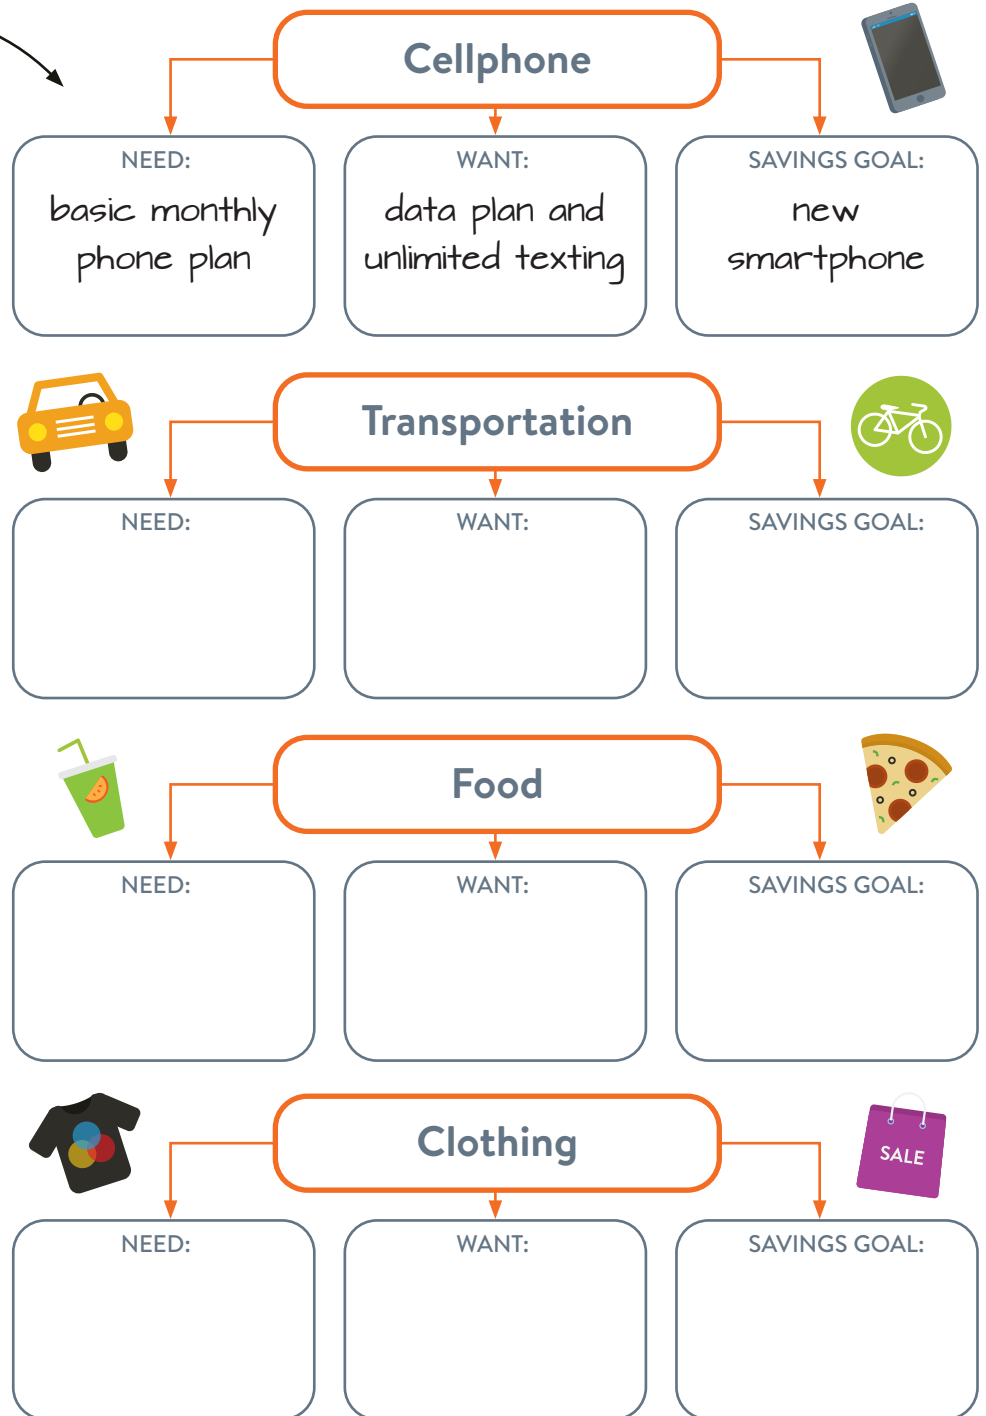 Cellphone
NEED:
basic monthly
phone plan
WANT:
data plan and
unlimited texting
SAVINGS GOAL:
new
smartphone
Transportation
NEED:
WANT:
SAVINGS GOAL:
Food
NEED:
WANT:
SAVINGS GOAL:
Clothing
SALE
NEED:
WANT:
SAVINGS GOAL: